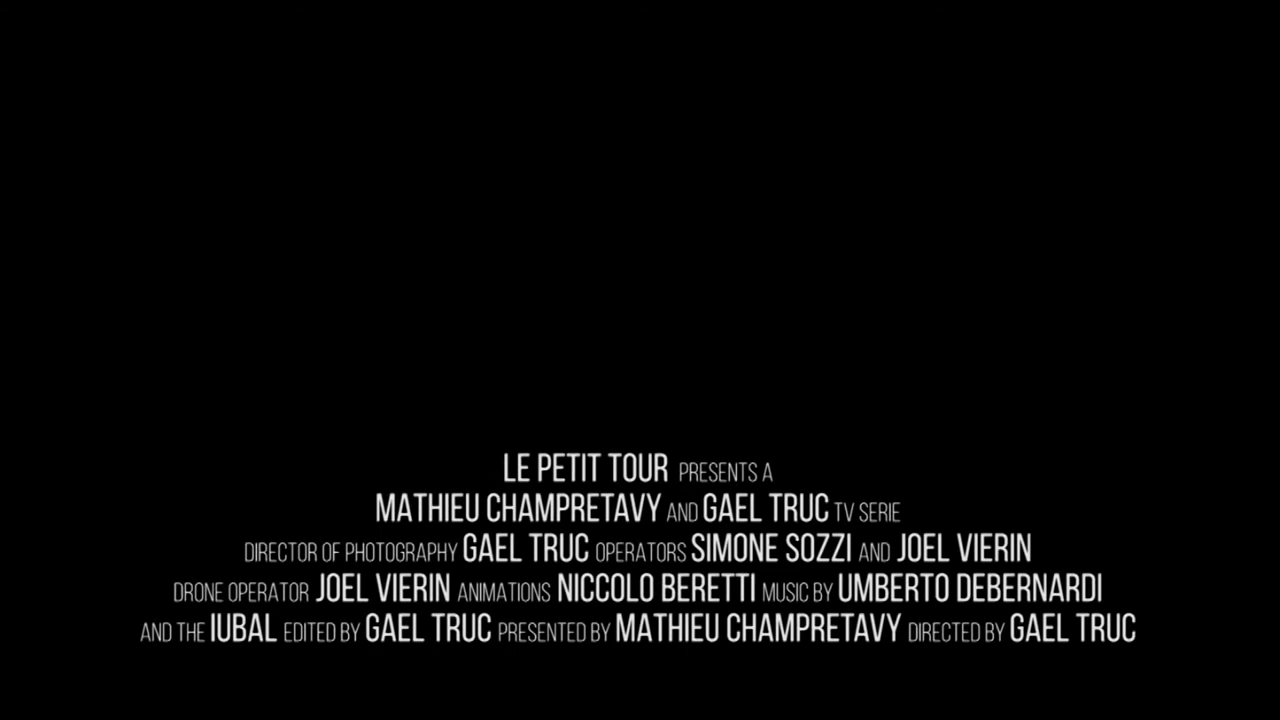 LE PETIT TOUR PRESENTS A
MATHIEU CHAMPRETAVY AND GAEL TRUC TV SERIE
DIRECTOR OF PHOTOGRAPHY GAEL TRUC OPERATORS SIMONE SOZZI AND JOEL VIERIN
DRONE OPERATOR JOEL VIERIN ANIMATIONS NICCOLO BERETTI MUSIC BY UMBERTO DEBERNARDI
AND THE IUBAL EDITED BY GAEL TRUC PRESENTED BY MATHIEU CHAMPRETAVY DIRECTED BY GAEL TRUC